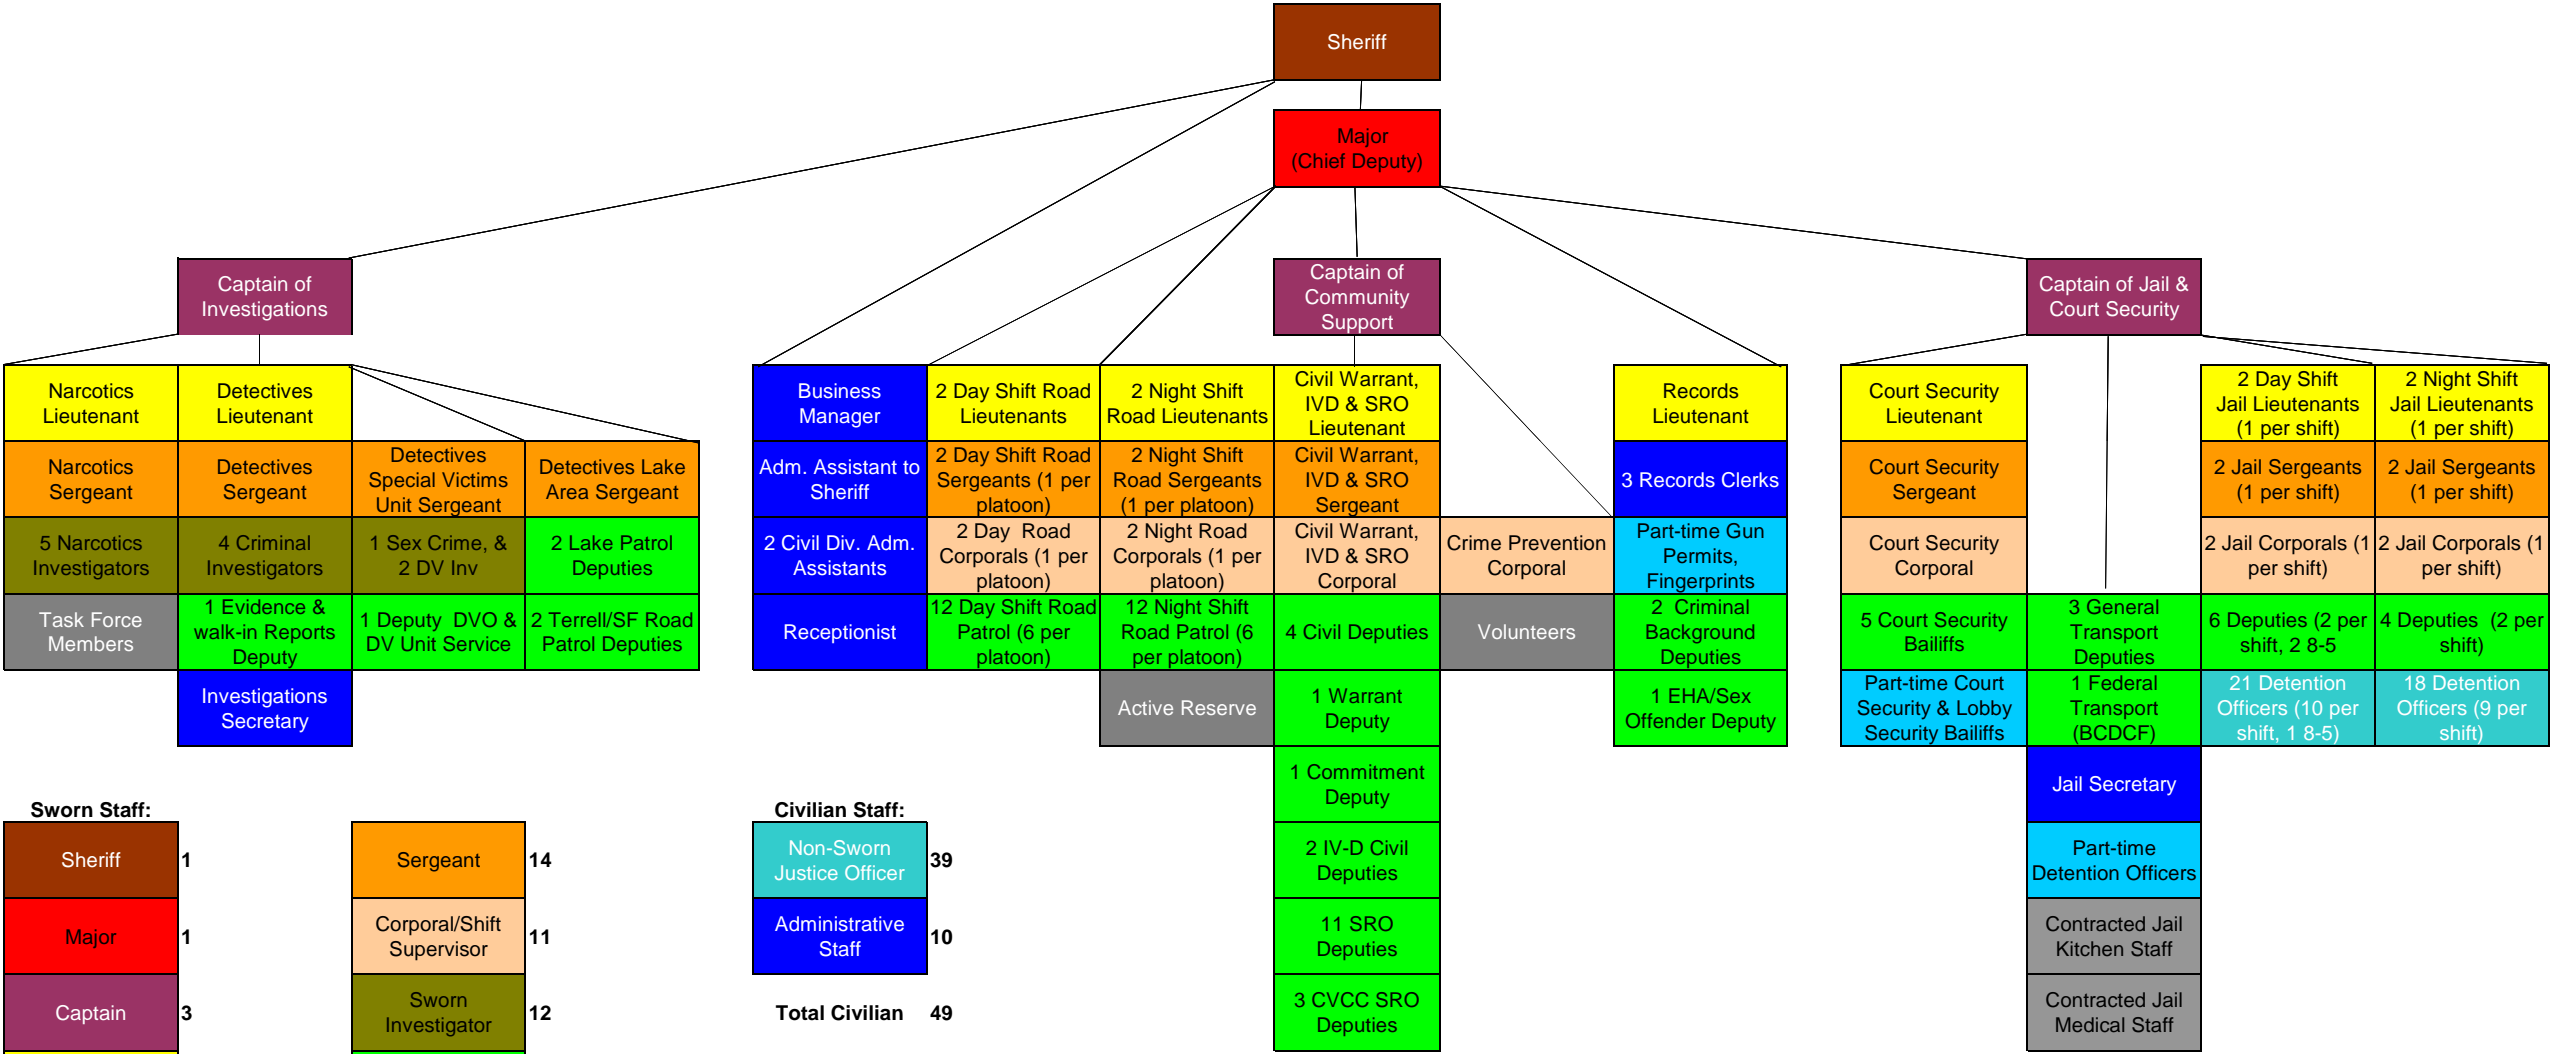 Sheriff
Major
(Chief Deputy)
Captain of
Investigations
Captain of
Community
Support
Captain of Jail &
Court Security
Narcotics
Lieutenant
Detectives
Lieutenant
Business
Manager
2 Day Shift Road
Lieutenants
2 Night Shift
Road Lieutenants
Civil Warrant,
IVD & SRO
Lieutenant
Records
Lieutenant
Court Security
Lieutenant
2 Day Shift
Jail Lieutenants
(1 per shift)
2 Night Shift
Jail Lieutenants
(1 per shift)
Narcotics
Sergeant
Detectives
Sergeant
Detectives
Special Victims
Unit Sergeant
Detectives Lake
Area Sergeant
Adm. Assistant to
Sheriff
2 Day Shift Road
Sergeants (1 per
platoon)
2 Night Shift
Road Sergeants
(1 per platoon)
Civil Warrant,
IVD & SRO
Sergeant
3 Records Clerks
Court Security
Sergeant
2 Jail Sergeants
(1 per shift)
2 Jail Sergeants
(1 per shift)
5 Narcotics
Investigators
4 Criminal
Investigators
1 Sex Crime, &
2 DV Inv
2 Lake Patrol
Deputies
2 Civil Div. Adm.
Assistants
2 Day Road
Corporals (1 per
platoon)
2 Night Road
Corporals (1 per
platoon)
Civil Warrant,
IVD & SRO
Corporal
Crime Prevention
Corporal
Part-time Gun
Permits,
Fingerprints
Court Security
Corporal
2 Jail Corporals (1
per shift)
2 Jail Corporals (1
per shift)
Task Force
Members
1 Evidence &
walk-in Reports
Deputy
1 Deputy DVO &
DV Unit Service
2 Terrell/SF Road
Patrol Deputies
Receptionist
12 Day Shift Road
Patrol (6 per
platoon)
12 Night Shift
Road Patrol (6
per platoon)
4 Civil Deputies
Volunteers
2 Criminal
Background
Deputies
5 Court Security
Bailiffs
3 General
Transport
Deputies
6 Deputies (2 per
shift, 2 8-5
4 Deputies (2 per
shift)
Investigations
Secretary
Active Reserve
1 Warrant
Deputy
1 EHA/Sex
Offender Deputy
Part-time Court
Security & Lobby
Security Bailiffs
1 Federal
Transport
(BCDCF)
21 Detention
Officers (10 per
shift, 1 8-5)
18 Detention
Officers (9 per
shift)
1 Commitment
Deputy
Jail Secretary
Sworn Staff:
Civilian Staff:
Sheriff 1
Sergeant 14
Non-Sworn
Justice Officer 39
2 IV-D Civil
Deputies
Part-time
Detention Officers
Major 1
Corporal/Shift
Supervisor 11
Administrative
Staff 10
11 SRO
Deputies
Contracted Jail
Kitchen Staff
Captain 3
Sworn
Investigator 12
Total Civilian 49
3 CVCC SRO
Deputies
Contracted Jail
Medical Staff